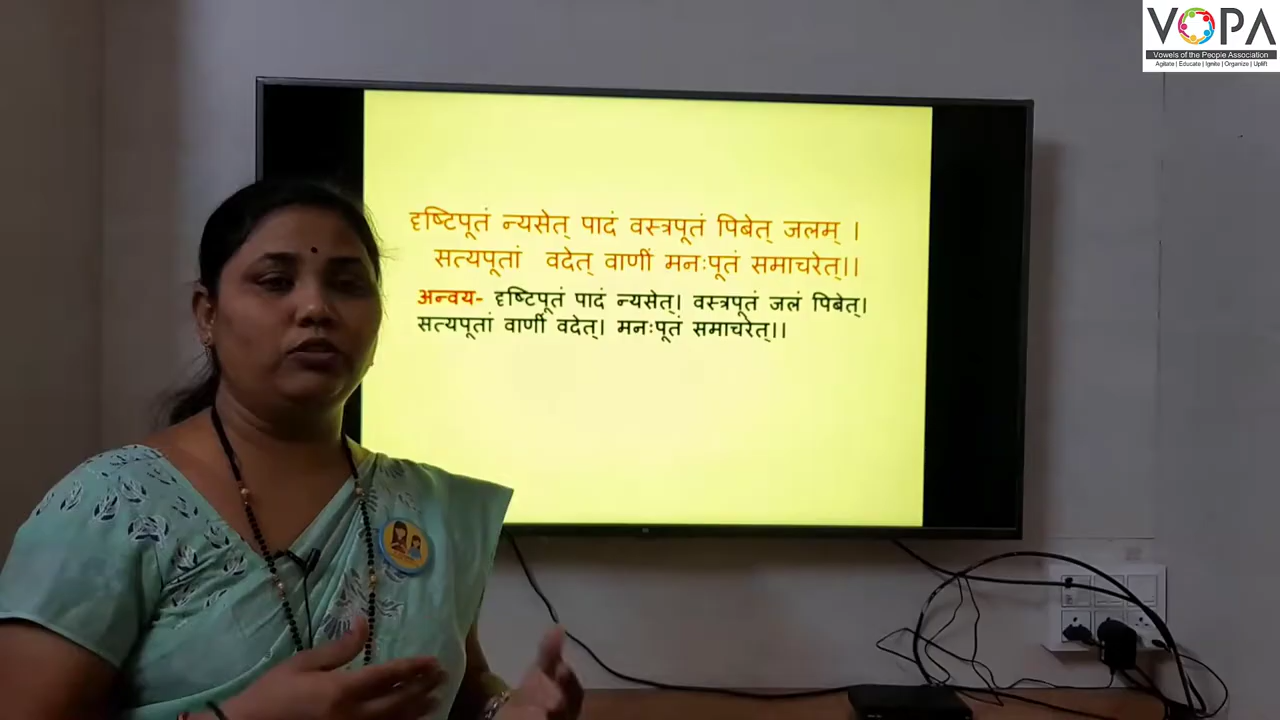 VOPA
Vowels of the People Association
Agitate | Educate | Ignite | Organize | Uplift
दृष्टिपूतं न्यसेत् पादं वस्त्रपूतं पिबेत् जलम् ।
सत्यपूतां वदेत् वाणीं मनःपूतं समाचरेत्।।
अन्वय- दृष्टिपूतं पादं न्यसेत्। वस्त्रपूतं जलं पिबेत्।
सत्यपूतां वाणीं वदेत्। मनःपूतं समाचरेत्।।